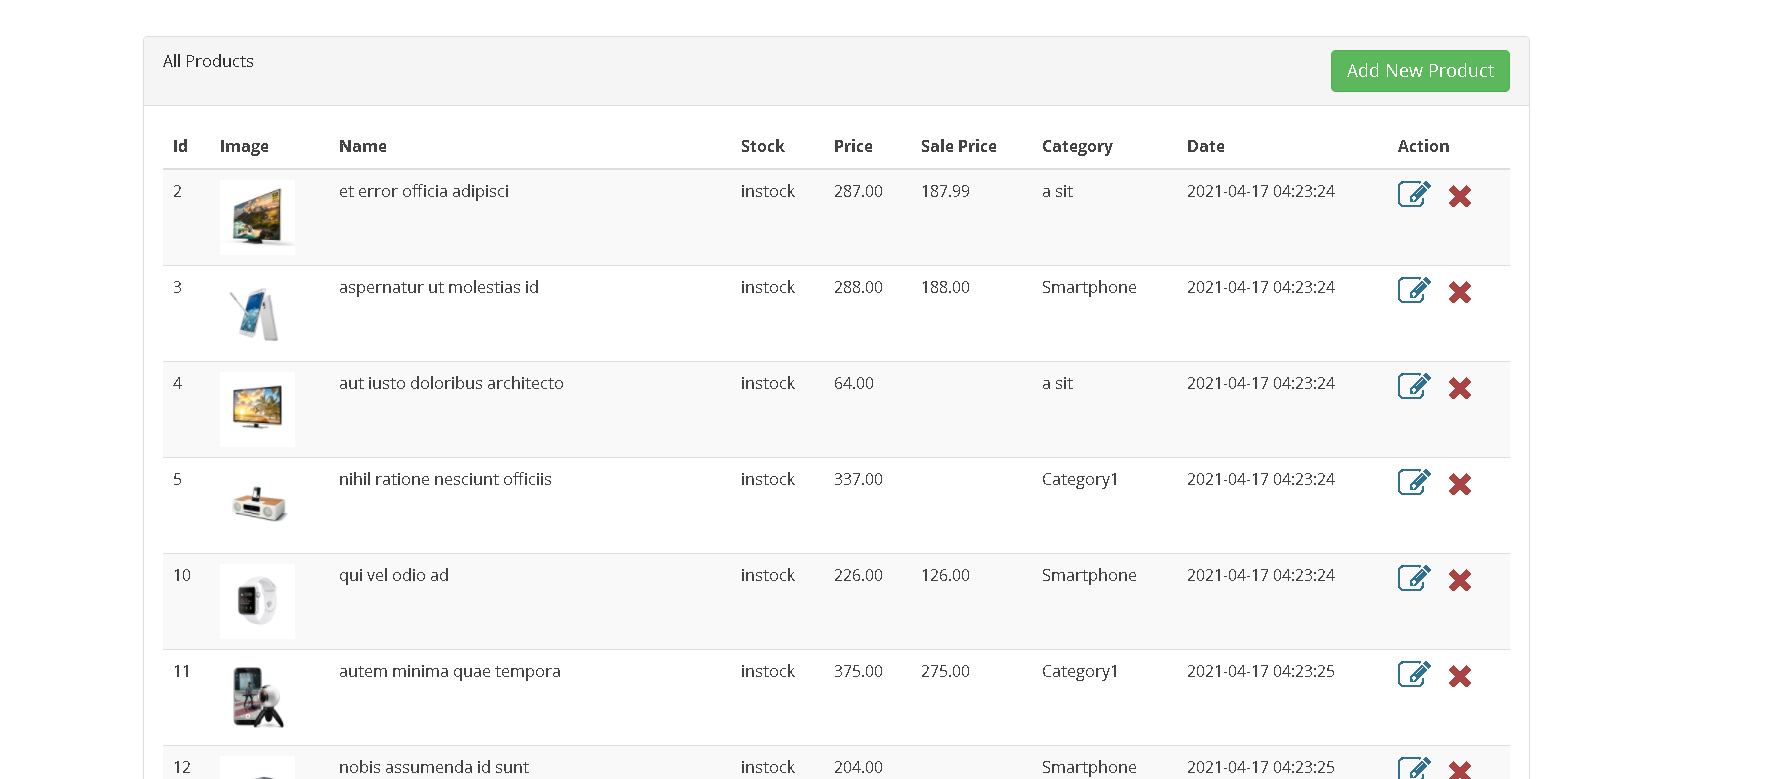 All Products
Add New Product
Id Image Name Stock Price Sale Price Category Date Action
2 et error officia adipisci instock 287.00 187.99 a sit 2021-04-17 04:23:24
3 aspernatur ut molestias id instock 288.00 188.00 Smartphone 2021-04-17 04:23:24
4 aut iusto doloribus architecto instock 64.00 a sit 2021-04-17 04:23:24
5 nihil ratione nesciunt officiis instock 337.00 Category1 2021-04-17 04:23:24
10 qui vel odio ad instock 226.00 126.00 Smartphone 2021-04-17 04:23:24
11 autem minima quae tempora instock 375.00 275.00 Category1 2021-04-17 04:23:25
12 nobis assumenda id sunt instock 204.00 Smartphone 2021-04-17 04:23:25